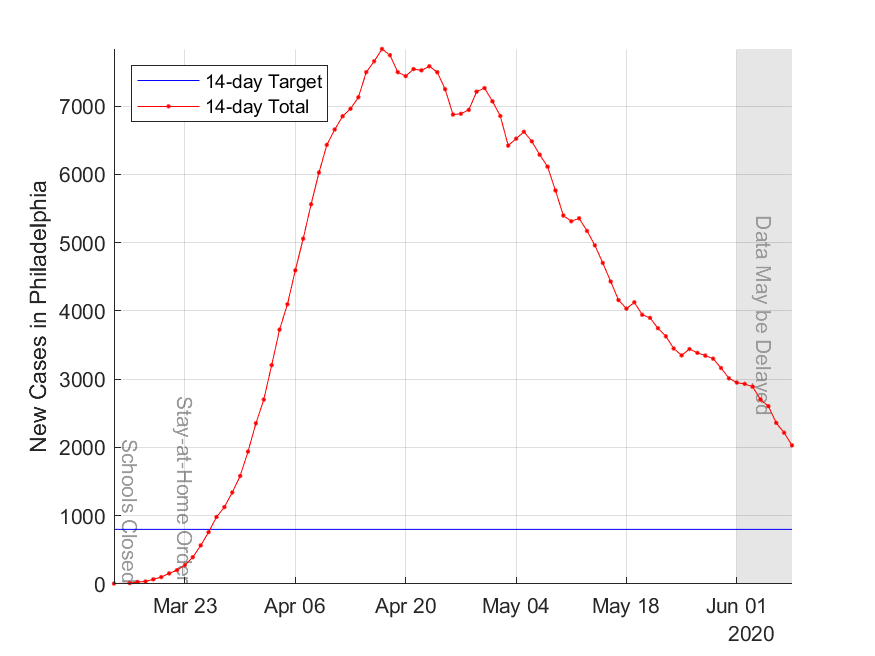 14-day Target
14-day Total
New Cases in Philadelphia
7000
6000
5000
4000
3000
2000
1000
0
Schools Closed
Stay-at-Home Order
Data May be Delayed
Mar 23
Apr 06
Apr 20
May 04
May 18
Jun 01
2020